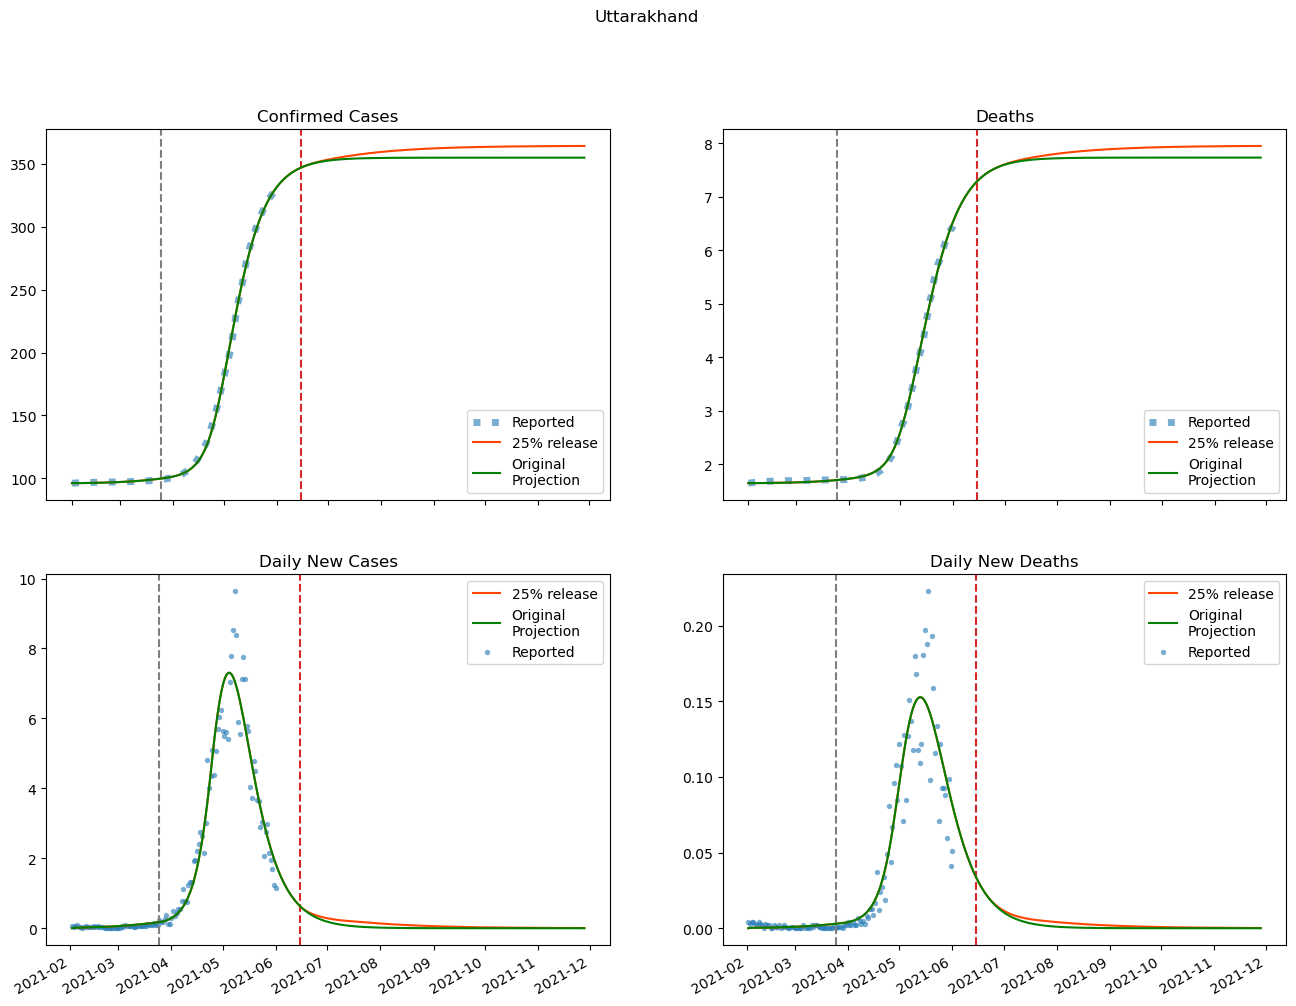 Uttarakhand
Confirmed Cases
350
300
250
200
150
100
Reported
25% release
Original
Projection
Deaths
8
7
6
5
4
3
2
Reported
25% release
Original
Projection
Daily New Cases
10
8
6
4
2
0
25% release
Original
Projection
Reported
2021-02
2021-03
2021-04
2021-05
2021-06
2021-07
2021-08
2021-09
2021-10
2021-11
2021-12
Daily New Deaths
0.20
0.15
0.10
0.05
0.00
25% release
Original
Projection
Reported
2021-02
2021-03
2021-04
2021-05
2021-06
2021-07
2021-08
2021-09
2021-10
2021-11
2021-12